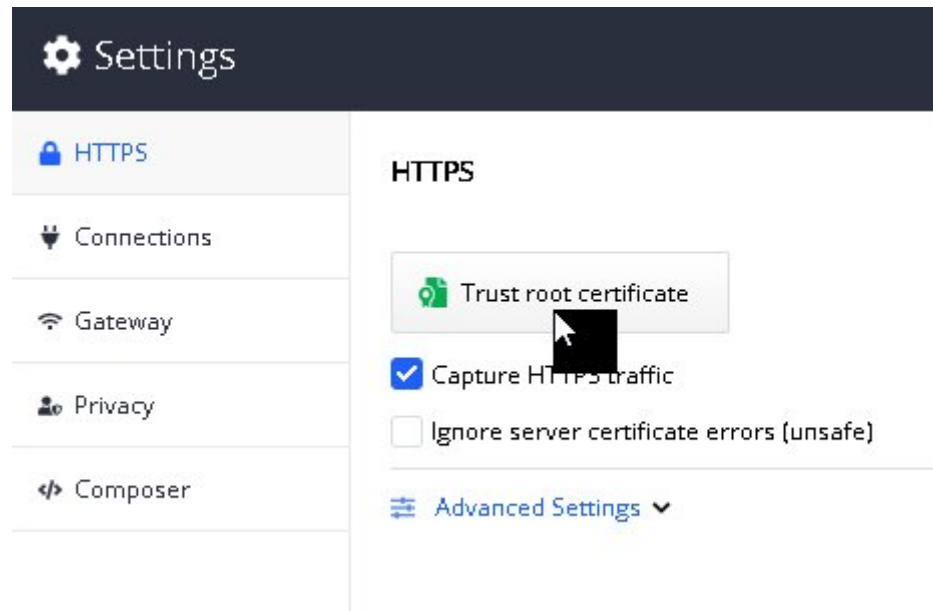 Settings
HTTPS
Connections
Gateway
Privacy
Composer
HTTPS
Trust root certificate
Capture HTTPS traffic
Ignore server certificate errors (unsafe)
Advanced Settings